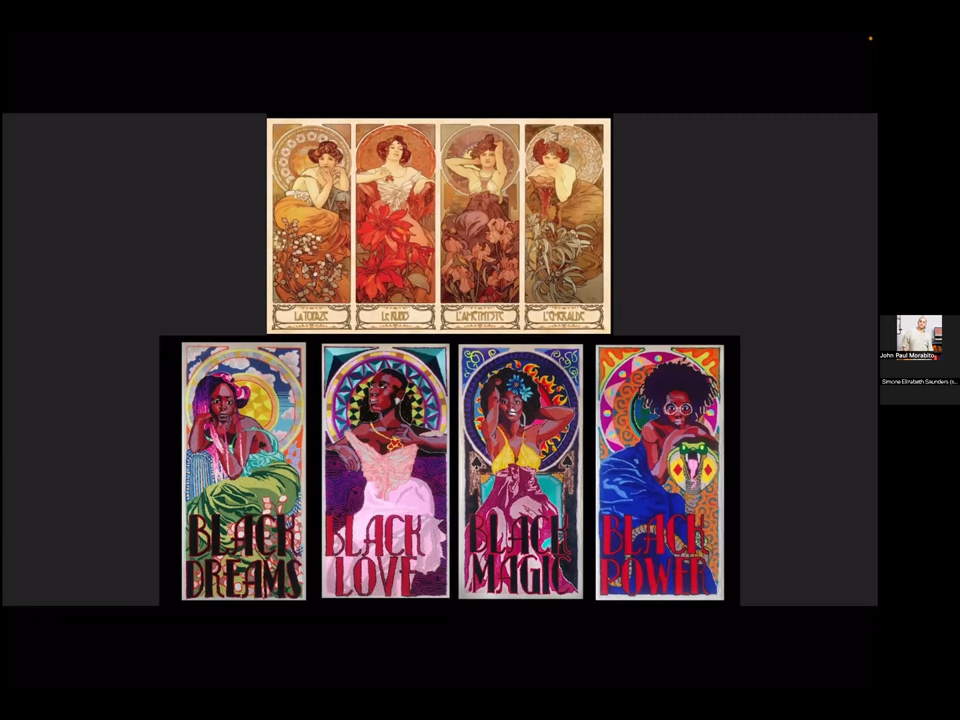 LA TOPAZE
LE RUBIS
L'AMETHYSTE
L'EMERAUDE
BLACK
DREAMS
BLACK
LOVE
BLACK
MAGIC
BLACK
POWER
John Paul Morabito
Simone Elizabeth Saunders (s...